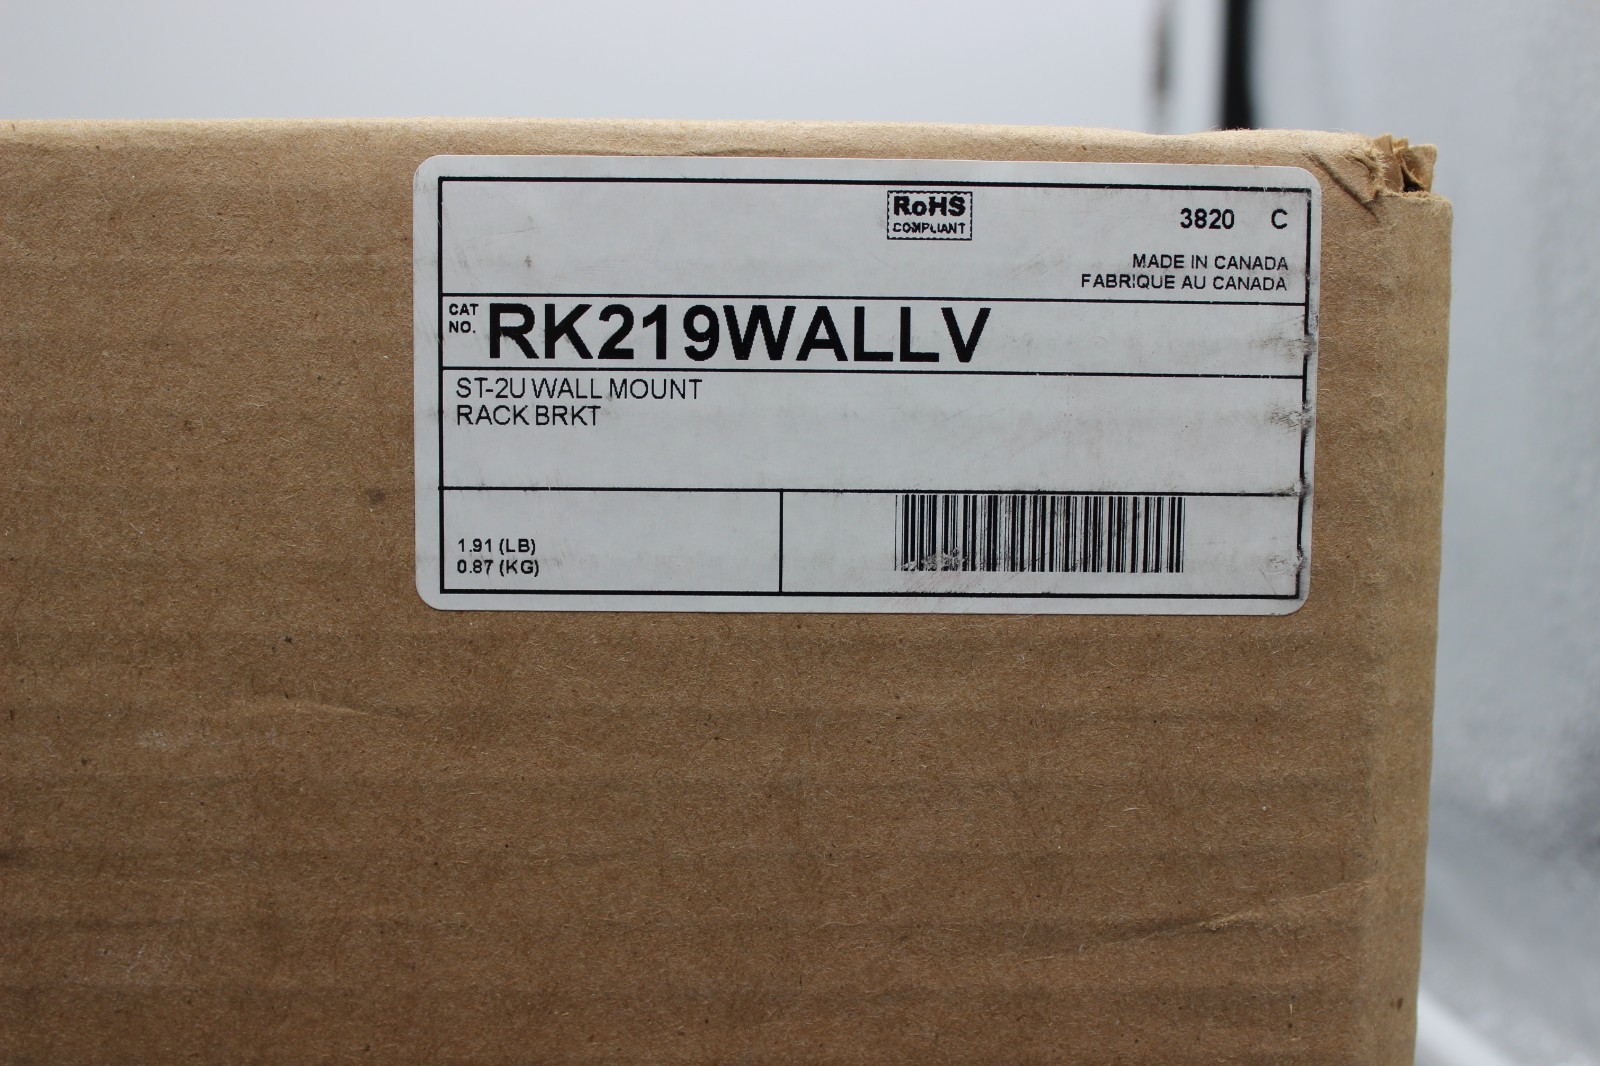 RoHS
COMPLIANT
3820 C
MADE IN CANADA
FABRIQUE AU CANADA
CAT
NO. RK219WALLV
ST-2U WALL MOUNT
RACK BRKT
1.91 (LB)
0.87 (KG)